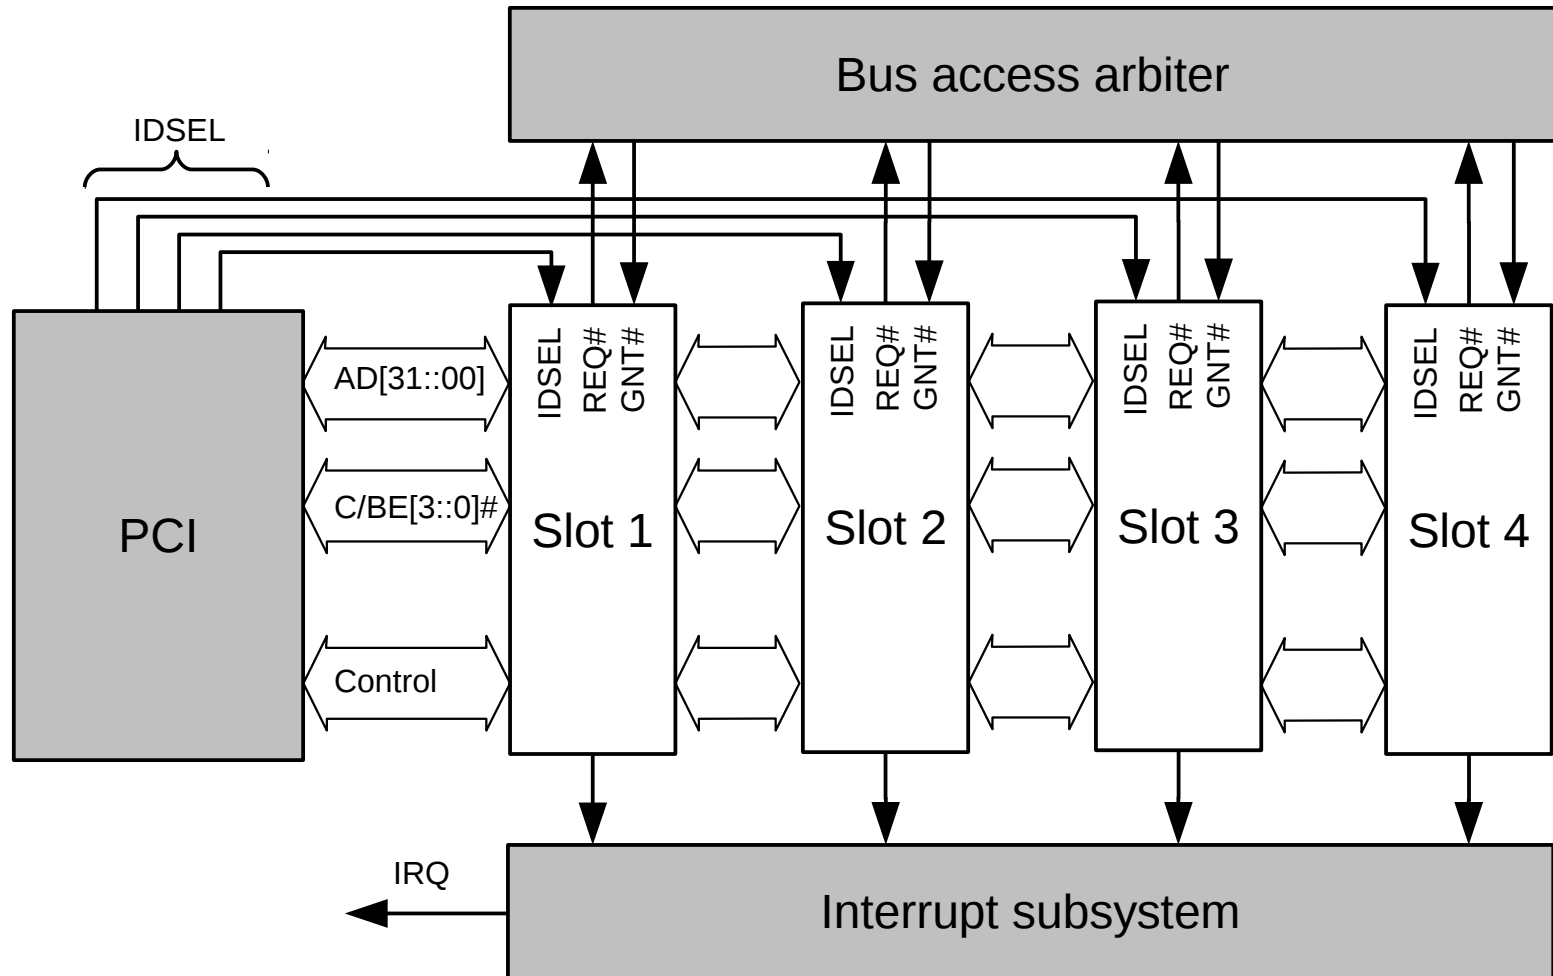 Bus access arbiter
IDSEL
IDSEL
REQ#
GNT#
IDSEL
REQ#
GNT#
IDSEL
REQ#
GNT#
IDSEL
REQ#
GNT#
AD[31::00]
C/BE[3::0]#
Control
PCI
Slot 1
Slot 2
Slot 3
Slot 4
IRQ
Interrupt subsystem